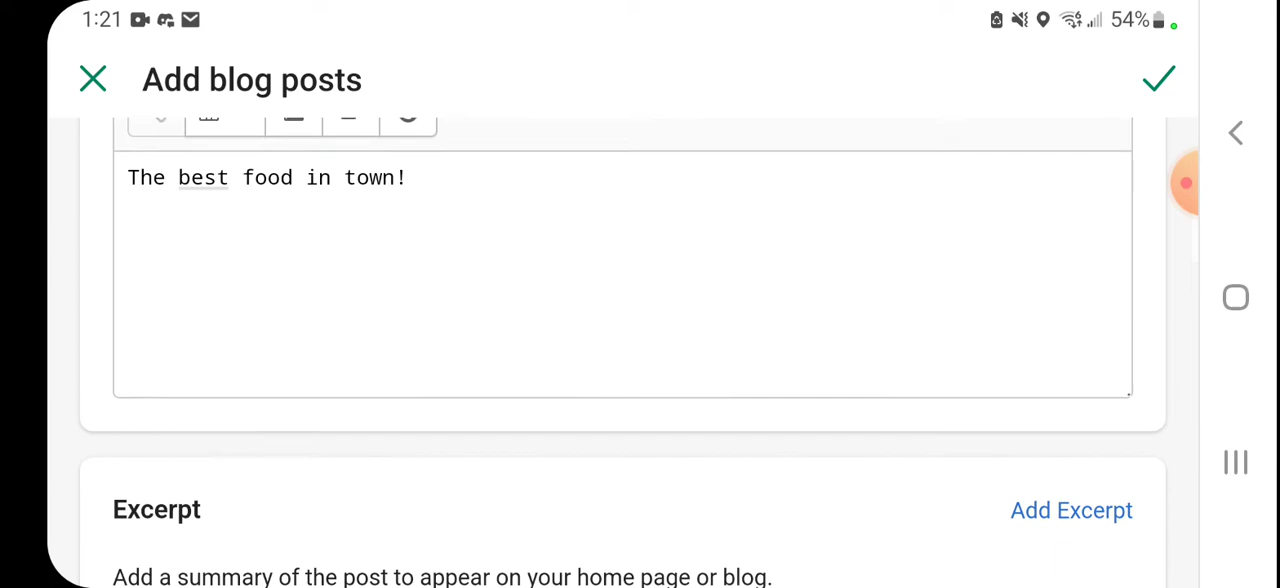 1:21 54%
Add blog posts
The best food in town!
Excerpt Add Excerpt
Add a summary of the post to appear on your home page or blog.